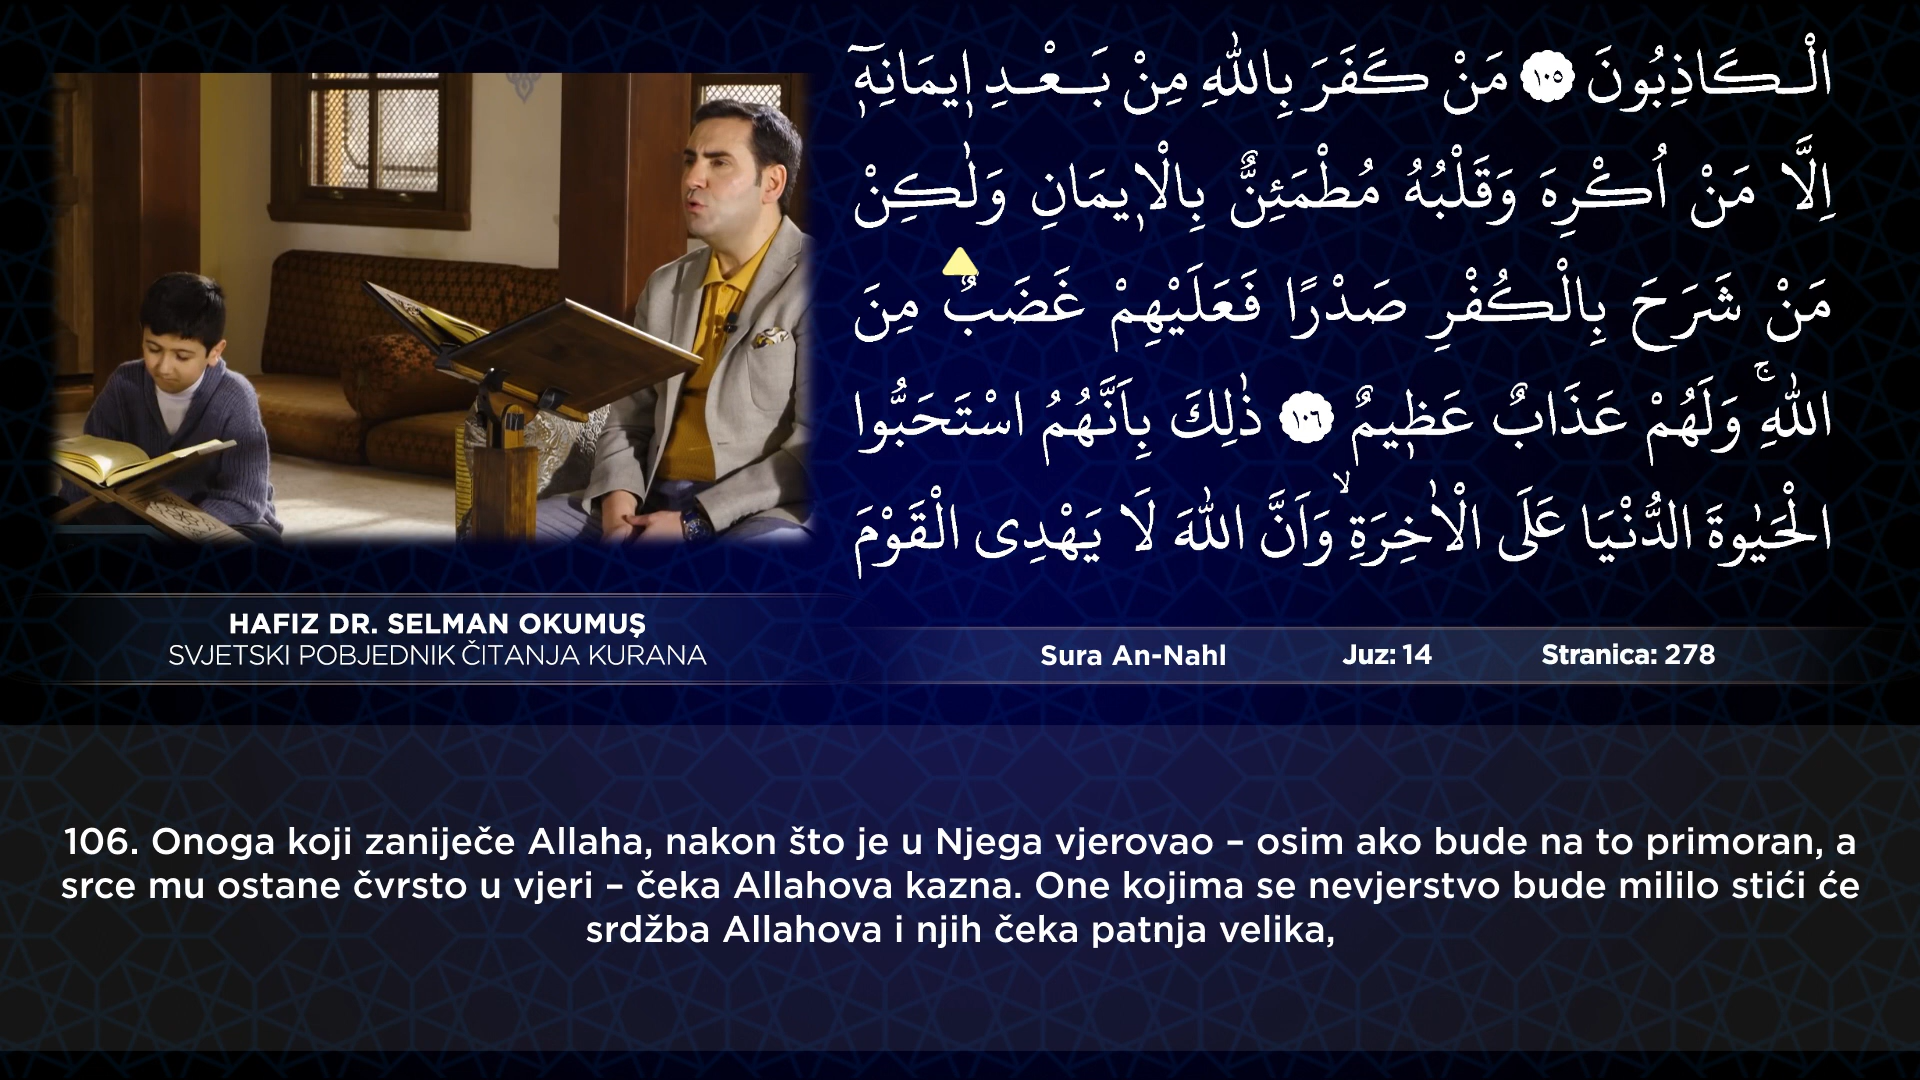 الْـكَاذِبُونَ ﴿١٠٥﴾ مَنْ كَفَرَ بِاللّٰهِ مِنْ بَـعْـدِ اٖيمَانِهٖٓ
اِلَّا مَنْ اُكْرِهَ وَقَلْبُهُ مُطْمَئِنٌّ بِالْاٖيمَانِ وَلٰكِنْ
مَنْ شَرَحَ بِالْكُفْرِ صَدْرًا فَعَلَيْهِمْ غَضَبٌ مِنَ
اللّٰهِۚ وَلَهُمْ عَذَابٌ عَظٖيمٌ ﴿١٠٦﴾ ذٰلِكَ بِاَنَّهُمُ اسْتَحَبُّوا
الْحَيٰوةَ الدُّنْيَا عَلَى الْاٰخِرَةِۙ وَاَنَّ اللّٰهَ لَا يَهْدِى الْقَوْمَ
HAFIZ DR. SELMAN OKUMUŞ
SVJETSKI POBJEDNIK ČITANJA KURANA
Sura An-Nahl Juz: 14 Stranica: 278
106. Onoga koji zaniječe Allaha, nakon što je u Njega vjerovao – osim ako bude na to primoran, a
srce mu ostane čvrsto u vjeri – čeka Allahova kazna. One kojima se nevjerstvo bude mililo stići će
srdžba Allahova i njih čeka patnja velika,